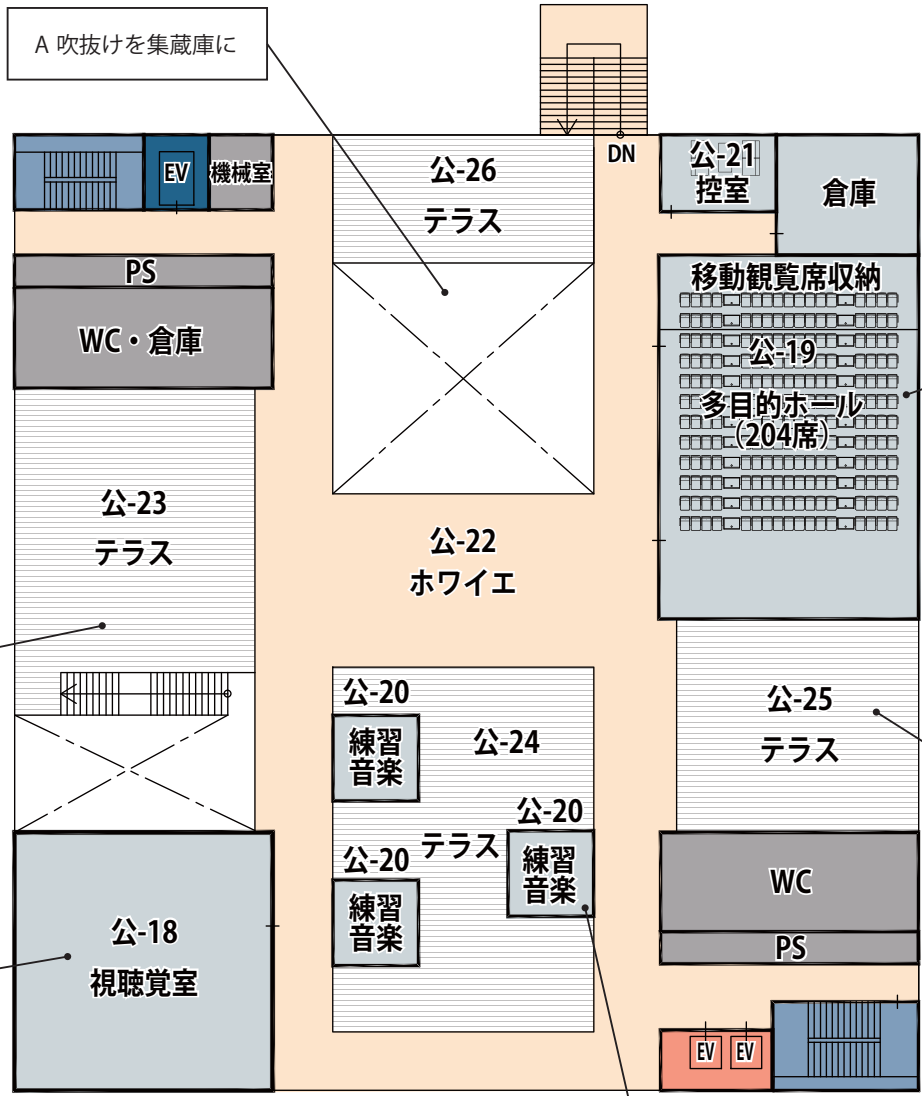 A 吹抜けを集蔵庫に
DN
EV
機械室
公-26
テラス
公-21
控室
倉庫
PS
WC・倉庫
移動観覧席収納
公-19
多目的ホール
(204席)
公-23
テラス
公-22
ホワイエ
公-20
練習
音楽
公-24
テラス
公-25
テラス
公-20
練習
音楽
公-20
練習
音楽
WC
PS
公-18
視聴覚室
EV
EV